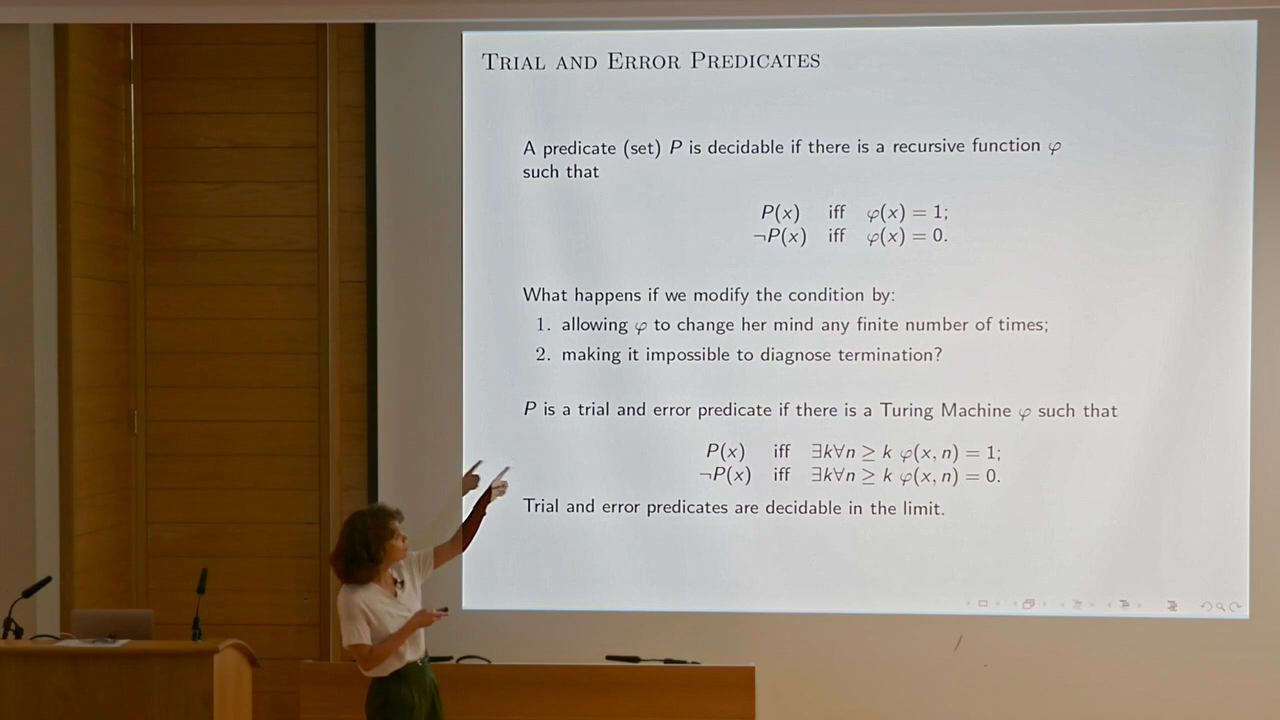 TRIAL AND ERROR PREDICATES
A predicate (set) P is decidable if there is a recursive function φ
such that
P(x) iff φ(x) = 1;
¬P(x) iff φ(x) = 0.
What happens if we modify the condition by:
1. allowing φ to change her mind any finite number of times;
2. making it impossible to diagnose termination?
P is a trial and error predicate if there is a Turing Machine φ such that
P(x) iff ∃k∀n ≥ k φ(x, n) = 1;
¬P(x) iff ∃k∀n ≥ k φ(x, n) = 0.
Trial and error predicates are decidable in the limit.